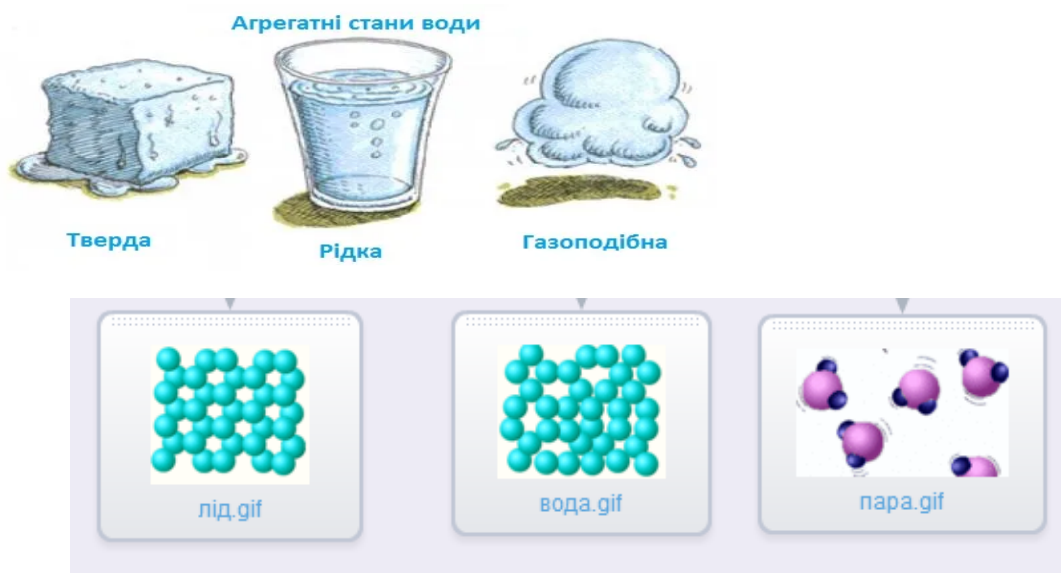 Агрегатні стани води
Тверда
Рідка
Газоподібна
лід.gif
вода.gif
пара.gif